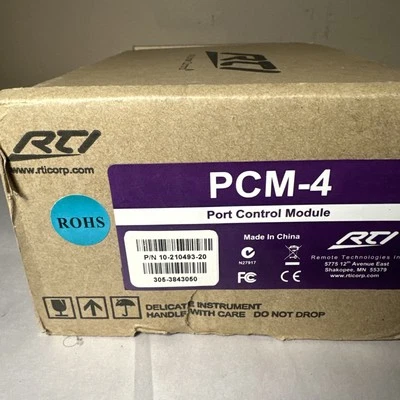 RTI
RTI
www.rticorp.com
ROHS
PCM-4
Port Control Module
P/N 10-210493-20
305-3843050
Made In China
N27917
CE FC
RTI
Remote Technologies In
5775 12th Avenue East
Shakopee, MN 55379
www.rticorp.com
DELICATE INSTRUMENT
HANDLE WITH CARE DO NOT DROP